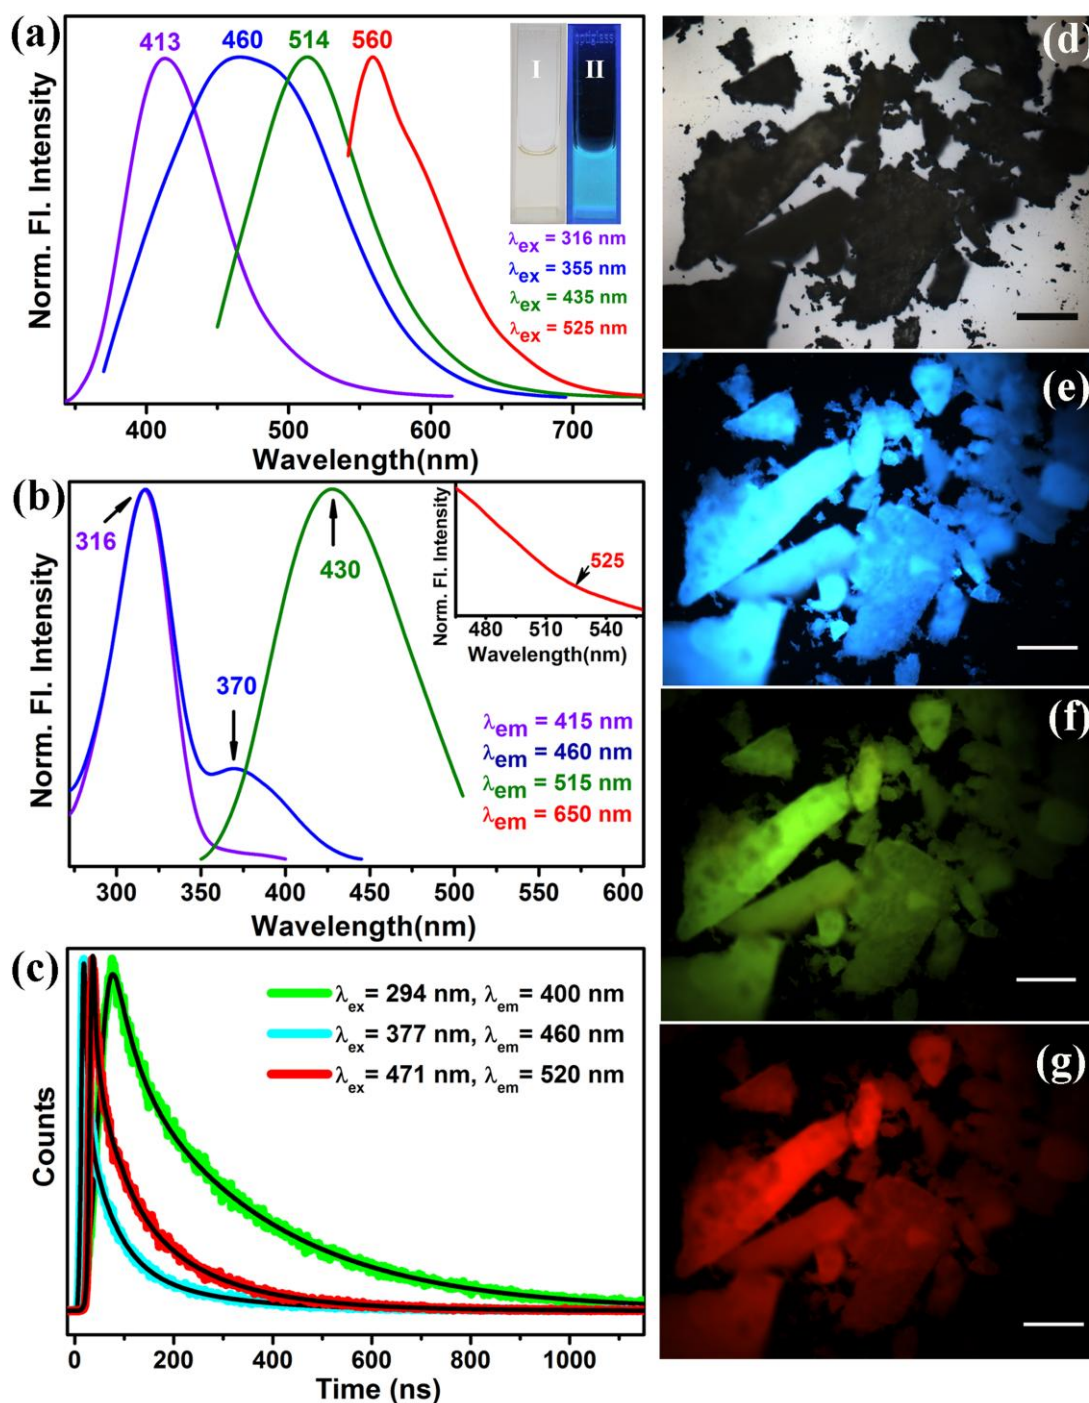 (a)
413
460
514
560
I
II
optiglass
λex = 316 nm
λex = 355 nm
λex = 435 nm
λex = 525 nm
Norm. Fl. Intensity
400
500
600
700
Wavelength(nm)
(b)
316
370
430
Norm. Fl. Intensity
525
480
510
540
Wavelength(nm)
λem = 415 nm
λem = 460 nm
λem = 515 nm
λem = 650 nm
Norm. Fl. Intensity
300
350
400
450
500
550
600
Wavelength(nm)
(c)
λex= 294 nm, λem= 400 nm
λex= 377 nm, λem= 460 nm
λex= 471 nm, λem= 520 nm
Counts
0
200
400
600
800
1000
Time (ns)
(d)
(e)
(f)
(g)